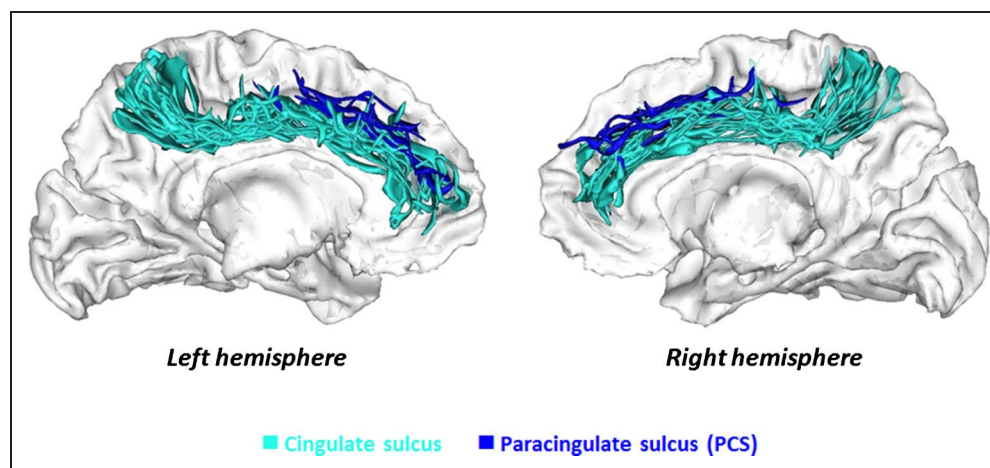 Left hemisphere Right hemisphere
Cingulate sulcus Paracingulate sulcus (PCS)